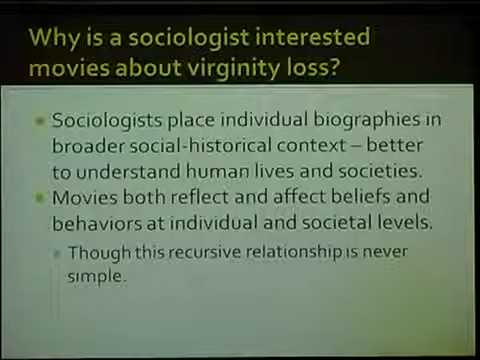 Why is a sociologist interested
movies about virginity loss?
Sociologists place individual biographies in
broader social-historical context – better
to understand human lives and societies.
Movies both reflect and affect beliefs and
behaviors at individual and societal levels.
Though this recursive relationship is never
simple.